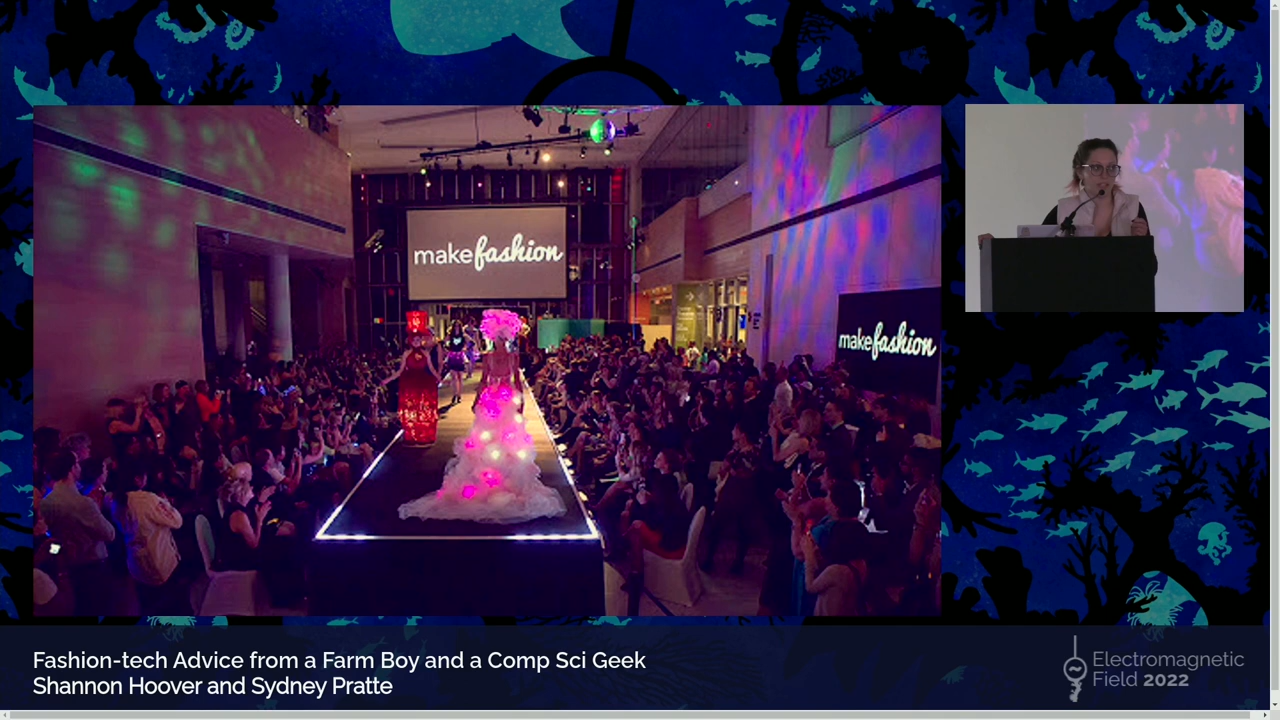 makefashion
makefashion
Fashion-tech Advice from a Farm Boy and a Comp Sci Geek
Shannon Hoover and Sydney Pratte
Electromagnetic
Field 2022